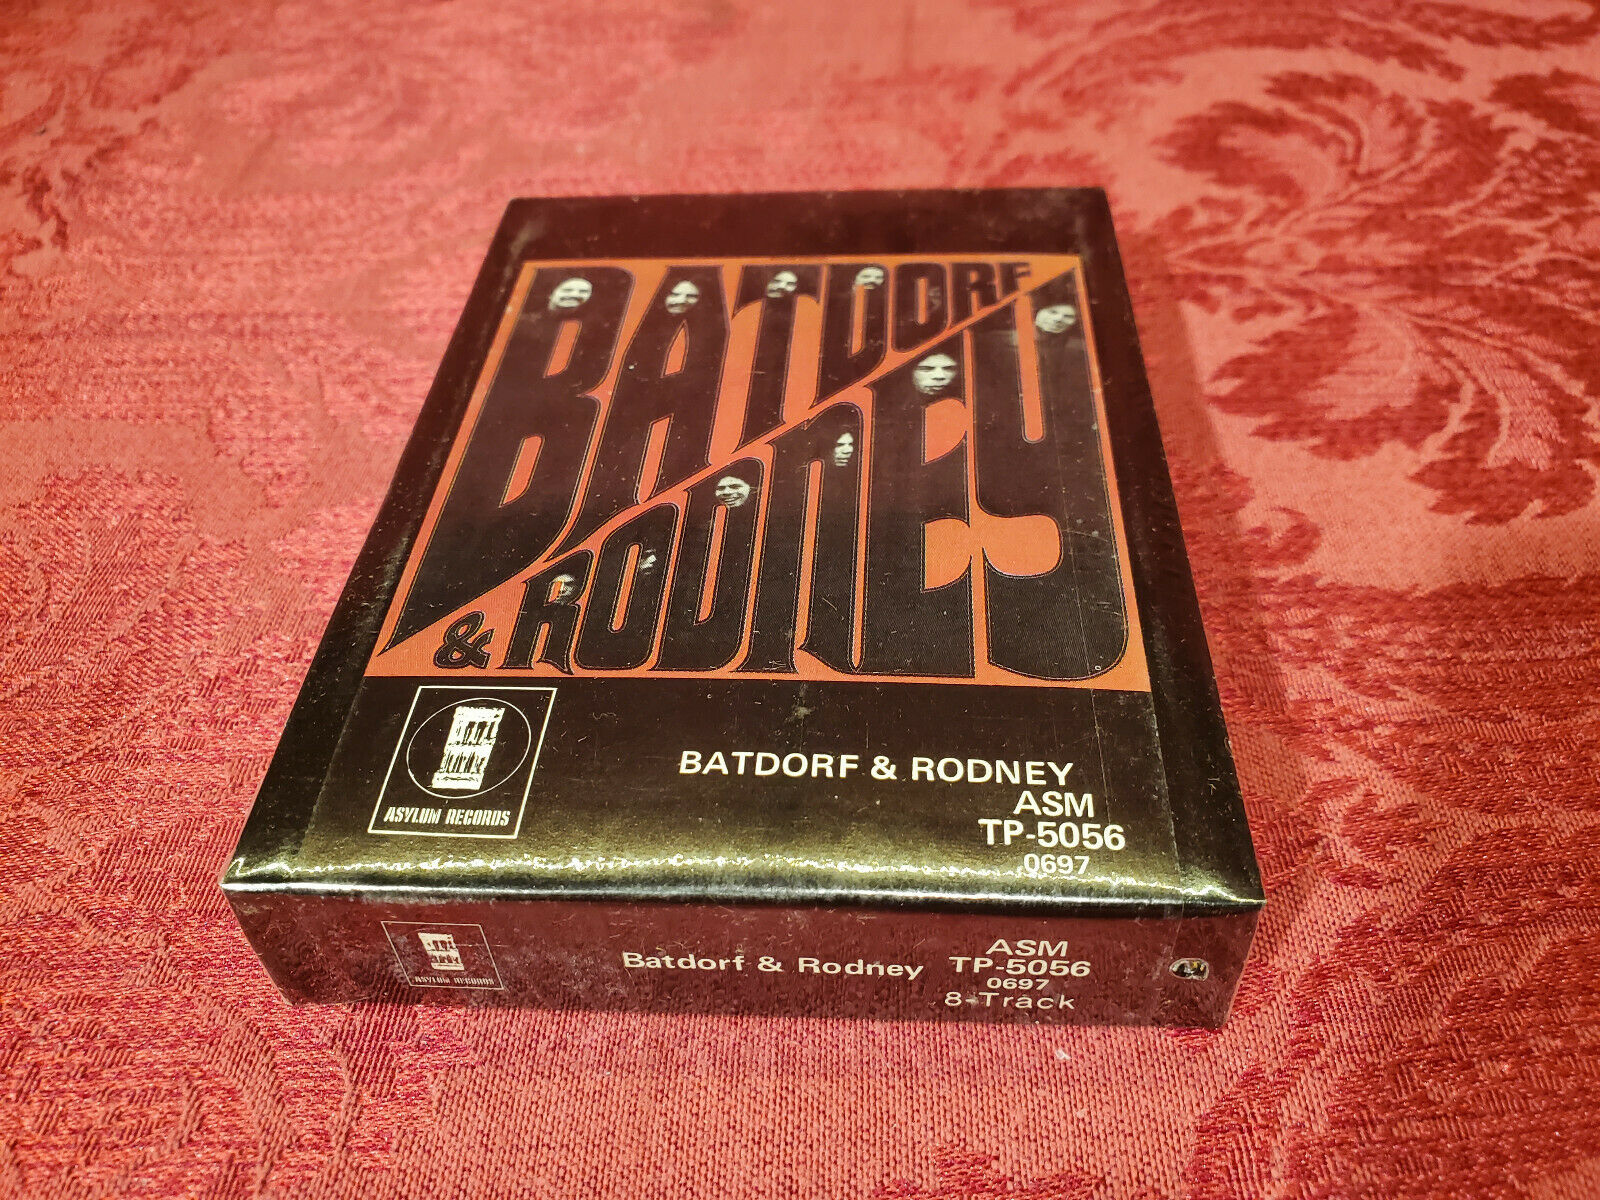 BATDORF
& RODNEY
ASYLUM RECORDS
BATDORF & RODNEY
ASM
TP-5056
0697
ASYLUM RECORDS
Batdorf & Rodney
ASM
TP-5056
0697
8-Track